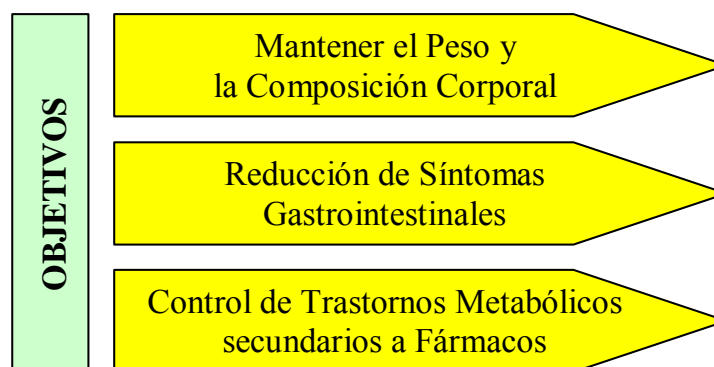 OBJETIVOS
Mantener el Peso y
la Composición Corporal
Reducción de Síntomas
Gastrointestinales
Control de Trastornos Metabólicos
secundarios a Fármacos